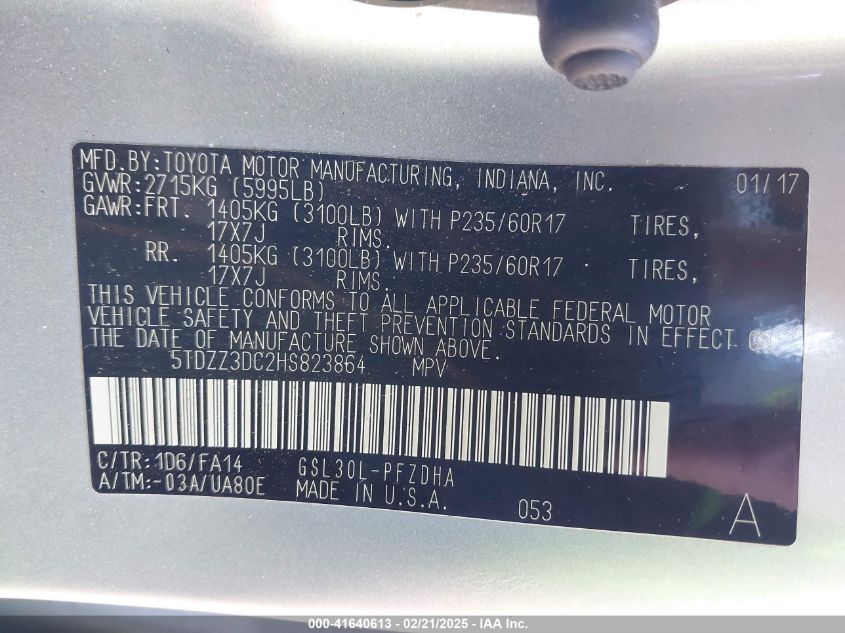 MFD.BY:TOYOTA MOTOR MANUFACTURING, INDIANA, INC. 01/17
GVWR:2715KG (5995LB)
GAWR:FRT. 1405KG (3100LB) WITH P235/60R17 TIRES,
17X7J RIMS.
RR. 1405KG (3100LB) WITH P235/60R17 TIRES,
17X7J RIMS.
THIS VEHICLE CONFORMS TO ALL APPLICABLE FEDERAL MOTOR
VEHICLE SAFETY AND THEFT PREVENTION STANDARDS IN EFFECT ON
THE DATE OF MANUFACTURE SHOWN ABOVE.
5TDZZ3DC2HS823864 MPV
C/TR:1D6/FA14 GSL30L-PFZDHA
A/TM:-03A/UA80E MADE IN U.S.A. 053 A
000-41640613 - 02/21/2025 - IAA Inc.